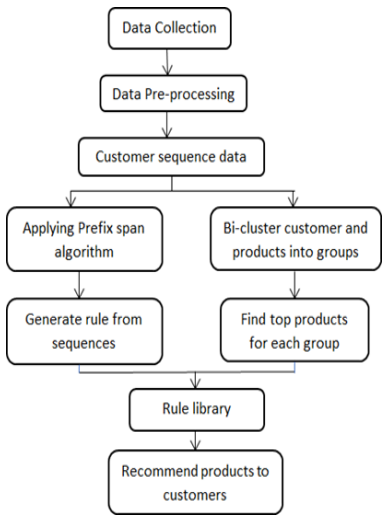 Data Collection
Data Pre-processing
Customer sequence data
Applying Prefix span
algorithm
Bi-cluster customer and
products into groups
Generate rule from
sequences
Find top products
for each group
Rule library
Recommend products to
customers